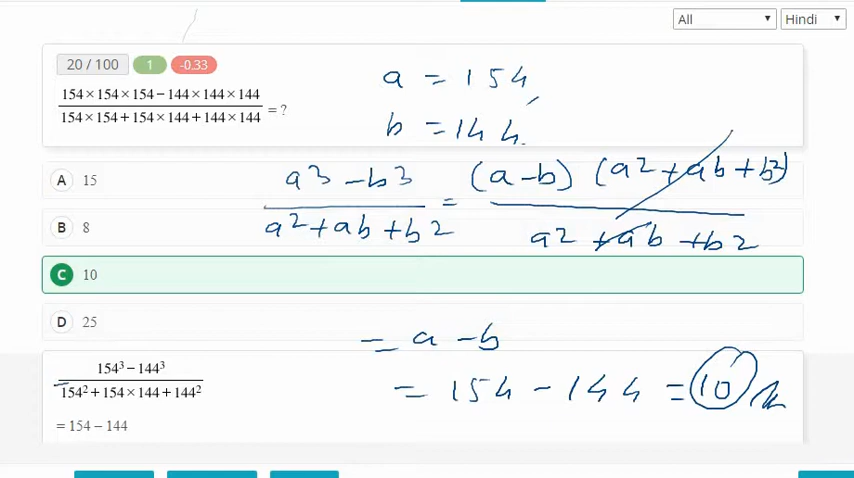 All Hindi
20 / 100 1 -0.33
154×154×154−144×144×144
154×154+154×144+144×144 = ?
a = 154
b = 144.
A 15
a3 -b3 = (a-b) (a2 +ab +b2)
a2 +ab +b2 a2 +ab +b2
B 8
C 10
D 25
= a -b
= 154 - 144 = 10
154³ − 144³
154² + 154 × 144 + 144²
= 154 − 144